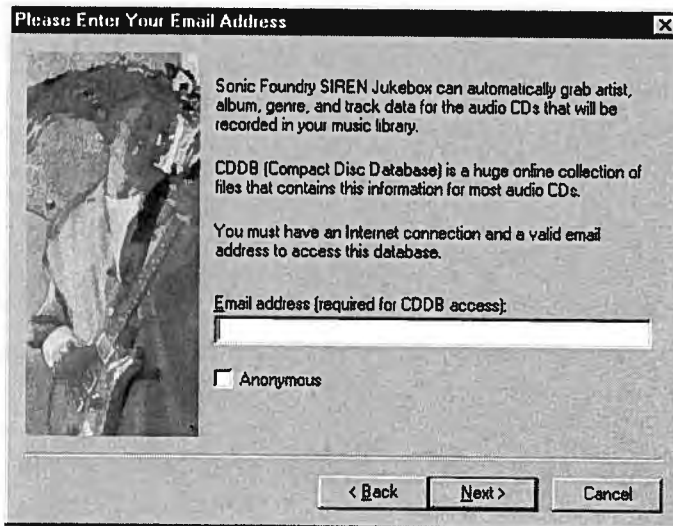 Please Enter Your Email Address
Sonic Foundry SIREN Jukebox can automatically grab artist,
album, genre, and track data for the audio CDs that will be
recorded in your music library.
CDDB (Compact Disc Database) is a huge online collection of
files that contains this information for most audio CDs.
You must have an Internet connection and a valid email
address to access this database.
Email address (required for CDDB access):
Anonymous
< Back Next > Cancel